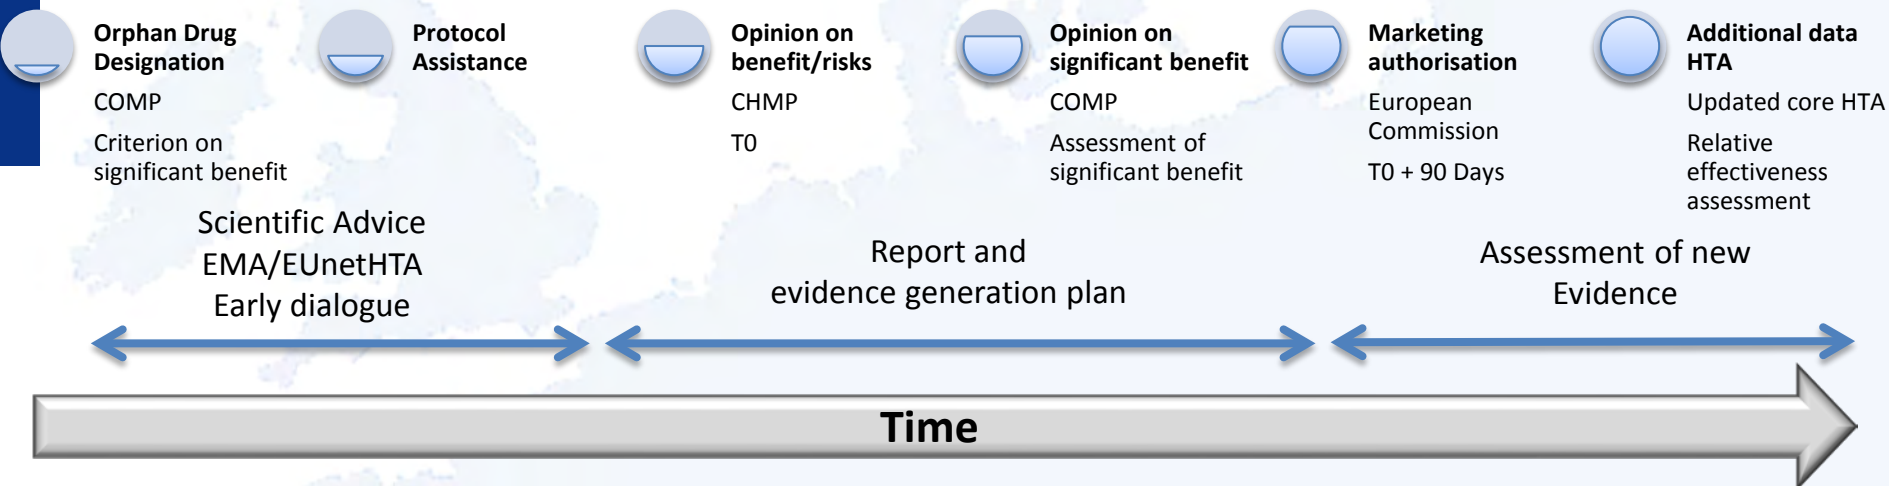 Orphan Drug
Designation
COMP
Criterion on
significant benefit
Protocol
Assistance
Opinion on
benefit/risks
CHMP
T0
Opinion on
significant benefit
COMP
Assessment of
significant benefit
Marketing
authorisation
European
Commission
T0 + 90 Days
Additional data
HTA
Updated core HTA
Relative
effectiveness
assessment
Scientific Advice
EMA/EUnetHTA
Early dialogue
Report and
evidence generation plan
Assessment of new
Evidence
Time